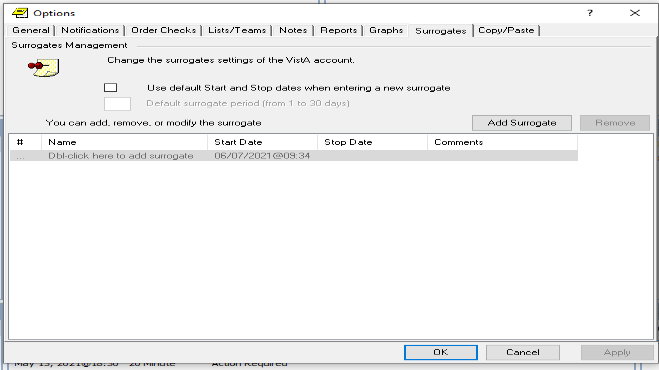 Options
General Notifications Order Checks Lists/Teams Notes Reports Graphs Surrogates Copy/Paste
Surrogates Management
Change the surrogates settings of the VistA account.
Use default Start and Stop dates when entering a new surrogate
Default surrogate period (from 1 to 30 days)
You can add, remove, or modify the surrogate Add Surrogate Remove
# Name Start Date Stop Date Comments
... Dbl-click here to add surrogate 06/07/2021@09:34
OK Cancel Apply
May 13, 2021@18:30 20 Minute Action Required